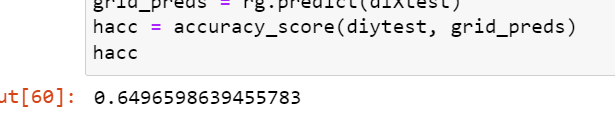 grid_preds = rg.predict(diXtest)
hacc = accuracy_score(diytest, grid_preds)
hacc
ut[60]: 0.6496598639455783